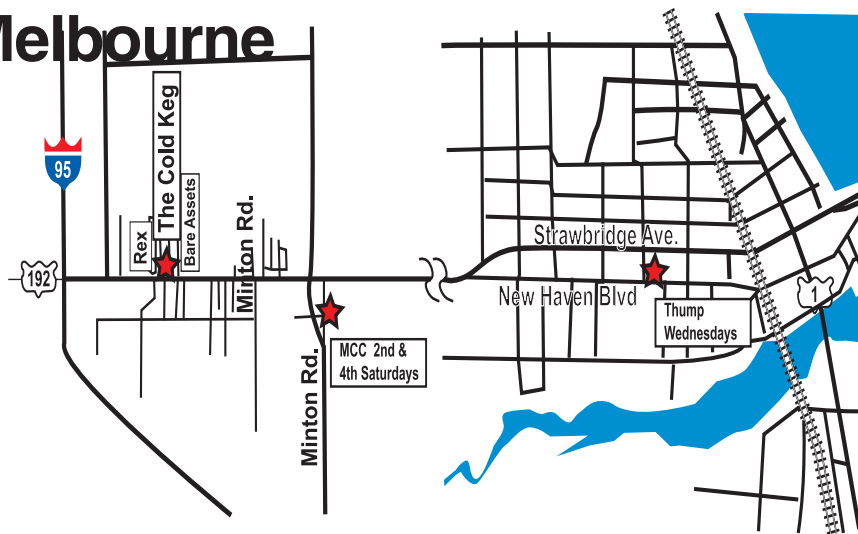 Melbourne
95
The Cold Keg
Rex
Bare Assets
Minton Rd.
192
Strawbridge Ave.
New Haven Blvd
1
Thump
Wednesdays
MCC 2nd &
4th Saturdays
Minton Rd.